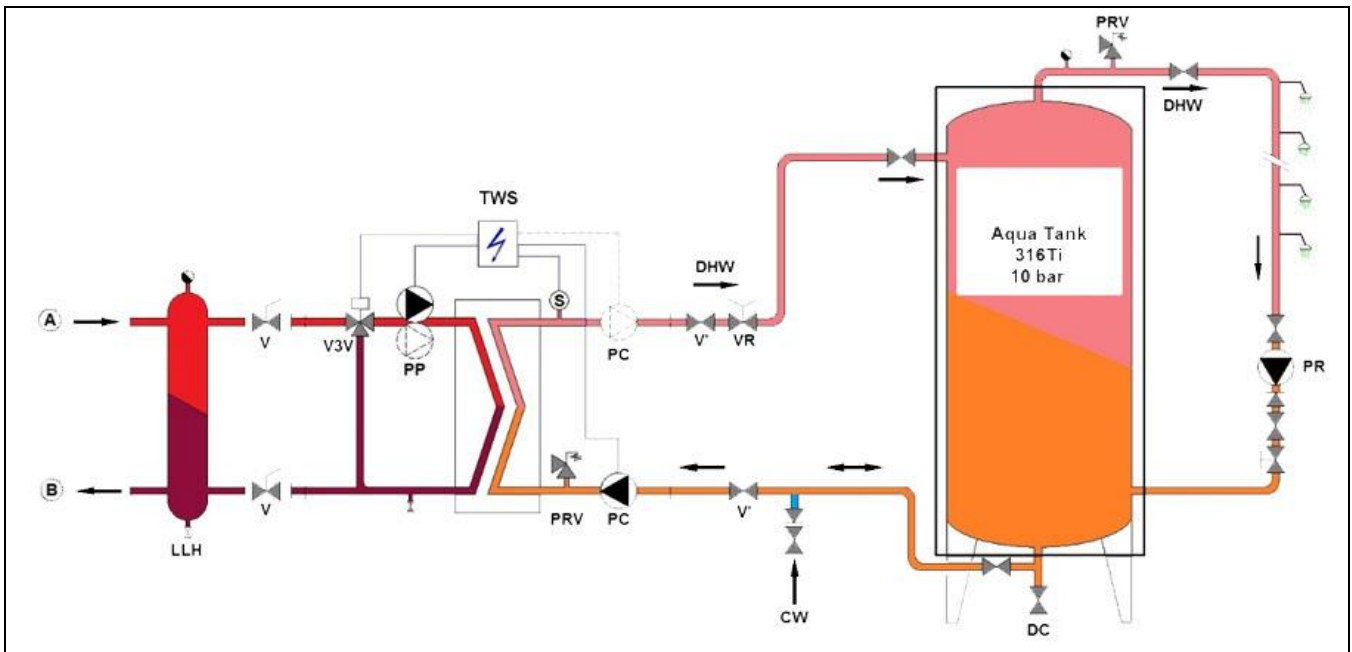 PRV
DHW
TWS
Aqua Tank
316Ti
10 bar
DHW
S
A
V
V3V
PP
PC
V'
VR
PR
B
V
LLH
PRV
PC
V'
CW
DC